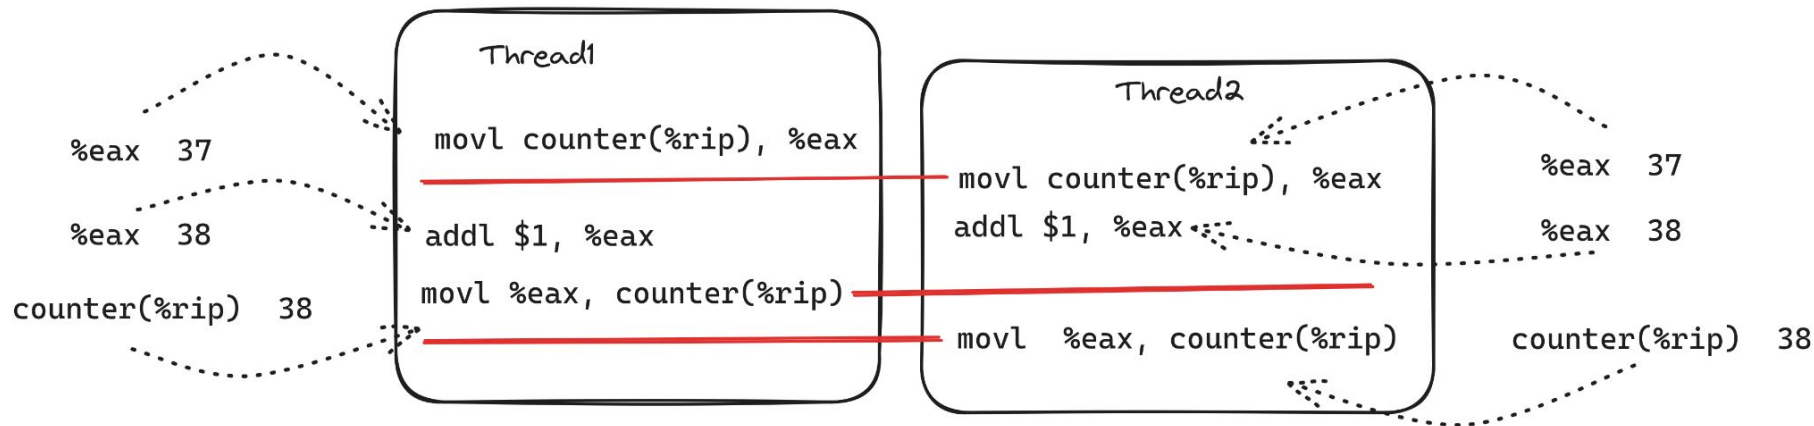 Thread1
movl counter(%rip), %eax
addl $1, %eax
movl %eax, counter(%rip)
%eax 37
%eax 38
counter(%rip) 38
Thread2
movl counter(%rip), %eax
addl $1, %eax
movl %eax, counter(%rip)
%eax 37
%eax 38
counter(%rip) 38